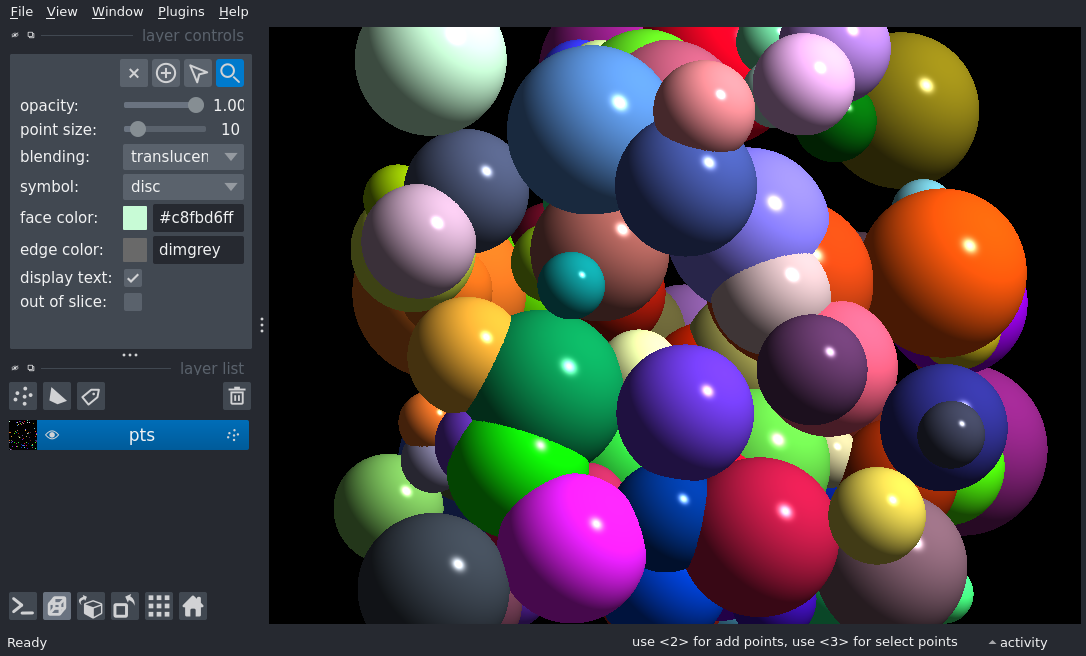 File View Window Plugins Help
layer controls
opacity: 1.00
point size: 10
blending: translucen
symbol: disc
face color: #c8fbd6ff
edge color: dimgrey
display text:
out of slice:
layer list
pts
Ready
use <2> for add points, use <3> for select points
activity